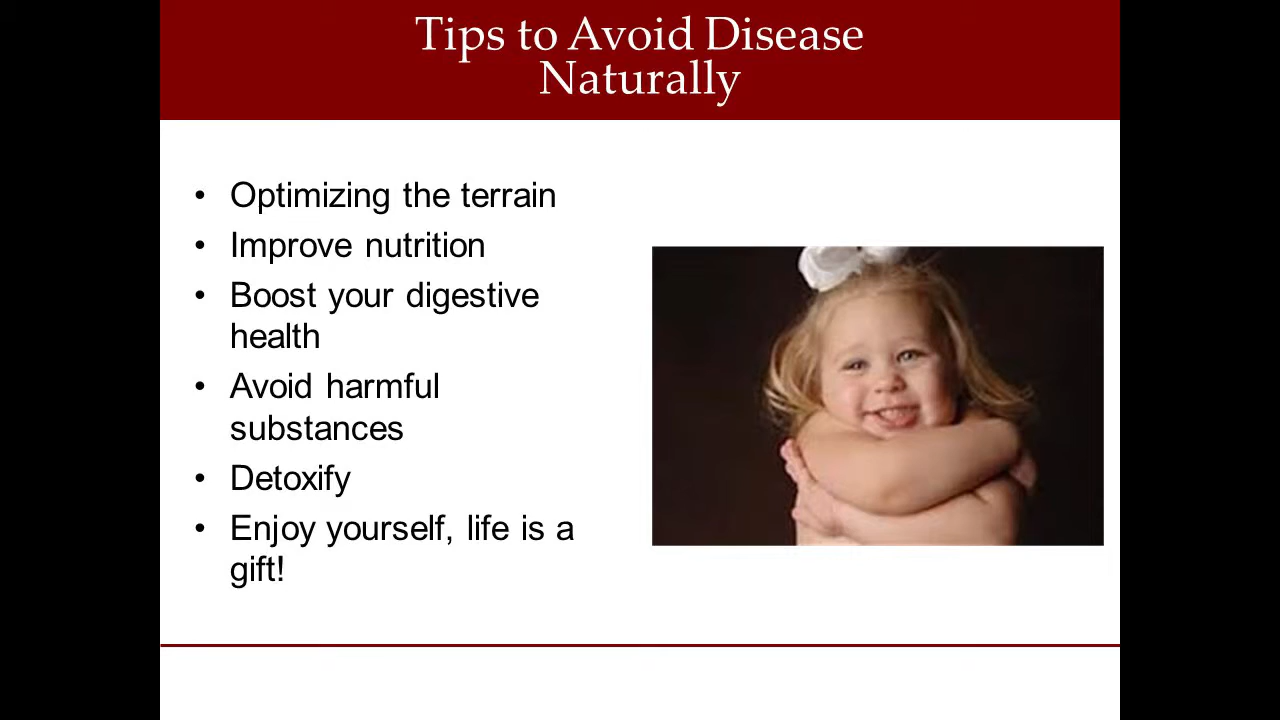 Tips to Avoid Disease
Naturally
• Optimizing the terrain
• Improve nutrition
• Boost your digestive
health
• Avoid harmful
substances
• Detoxify
• Enjoy yourself, life is a
gift!